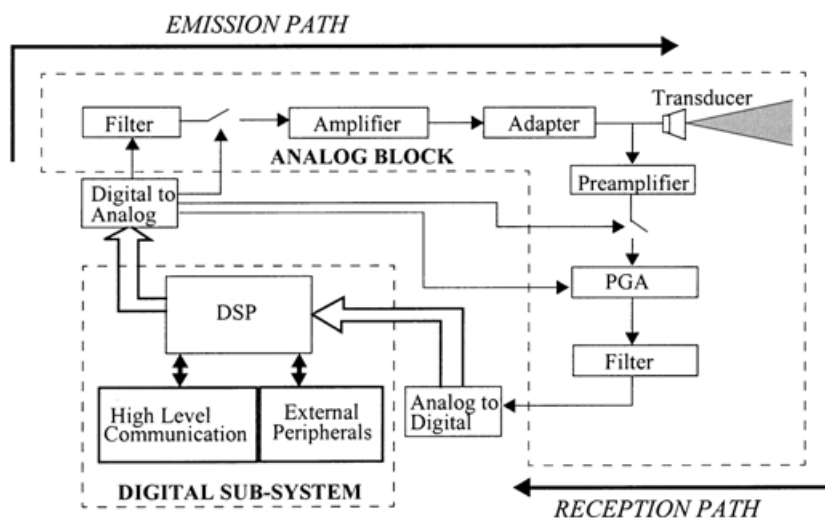 EMISSION PATH
Transducer
Filter
Amplifier
Adapter
ANALOG BLOCK
Digital to
Analog
Preamplifier
PGA
DSP
Filter
High Level
Communication
External
Peripherals
Analog to
Digital
DIGITAL SUB-SYSTEM
RECEPTION PATH